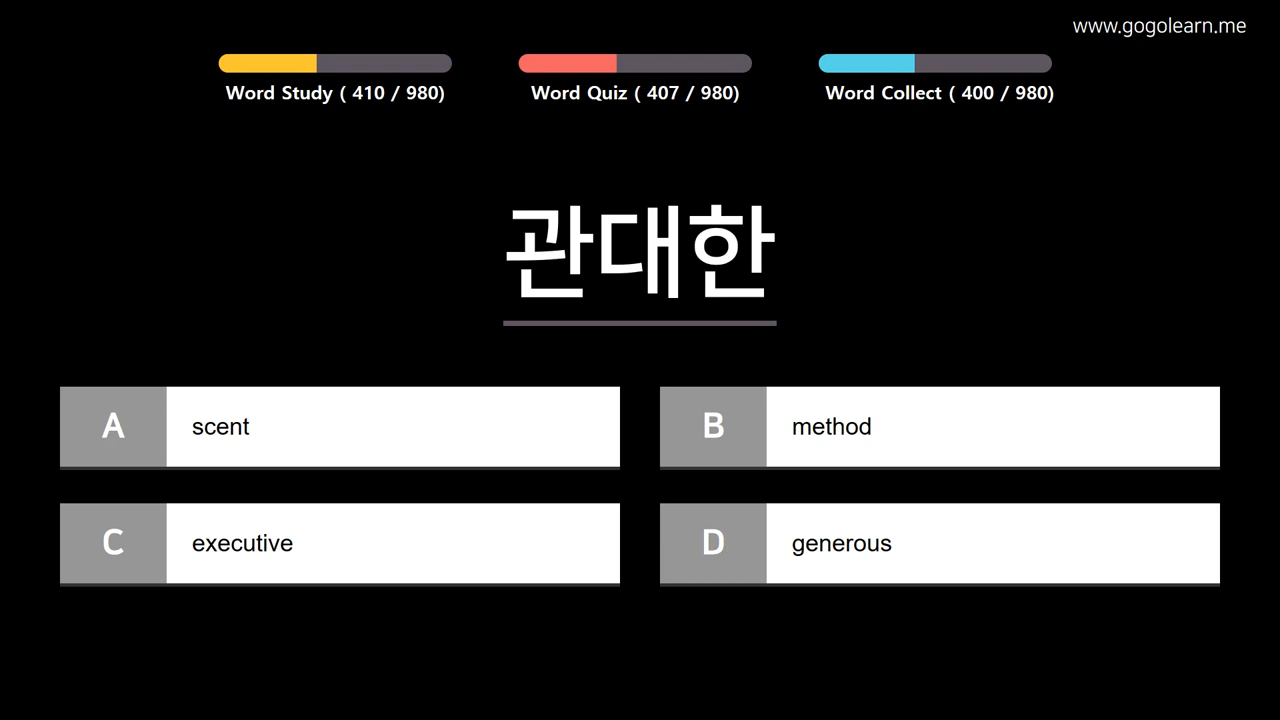 www.gogolearn.me
Word Study ( 410 / 980)
Word Quiz ( 407 / 980)
Word Collect ( 400 / 980)
관대한
A scent
B method
C executive
D generous